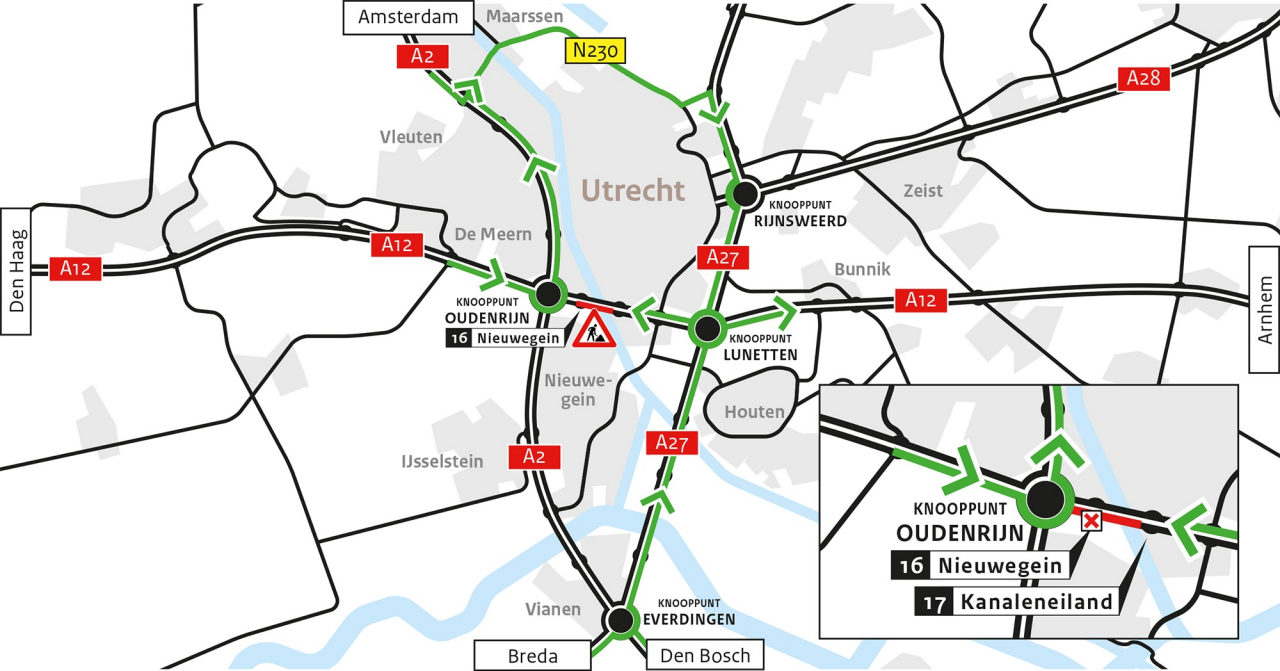 Amsterdam
Maarssen
A2
N230
A28
Vleuten
Utrecht
Zeist
KNOOPPUNT
RIJNSWEERD
De Meern
A12
A12
Den Haag
A27
Bunnik
A12
Arnhem
KNOOPPUNT
OUDENRIJN
16 Nieuwegein
KNOOPPUNT
LUNETTEN
Nieuwe-
gein
Houten
IJsselstein
A2
A27
KNOOPPUNT
OUDENRIJN
16 Nieuwegein
17 Kanaleneiland
Vianen
KNOOPPUNT
EVERDINGEN
Breda
Den Bosch